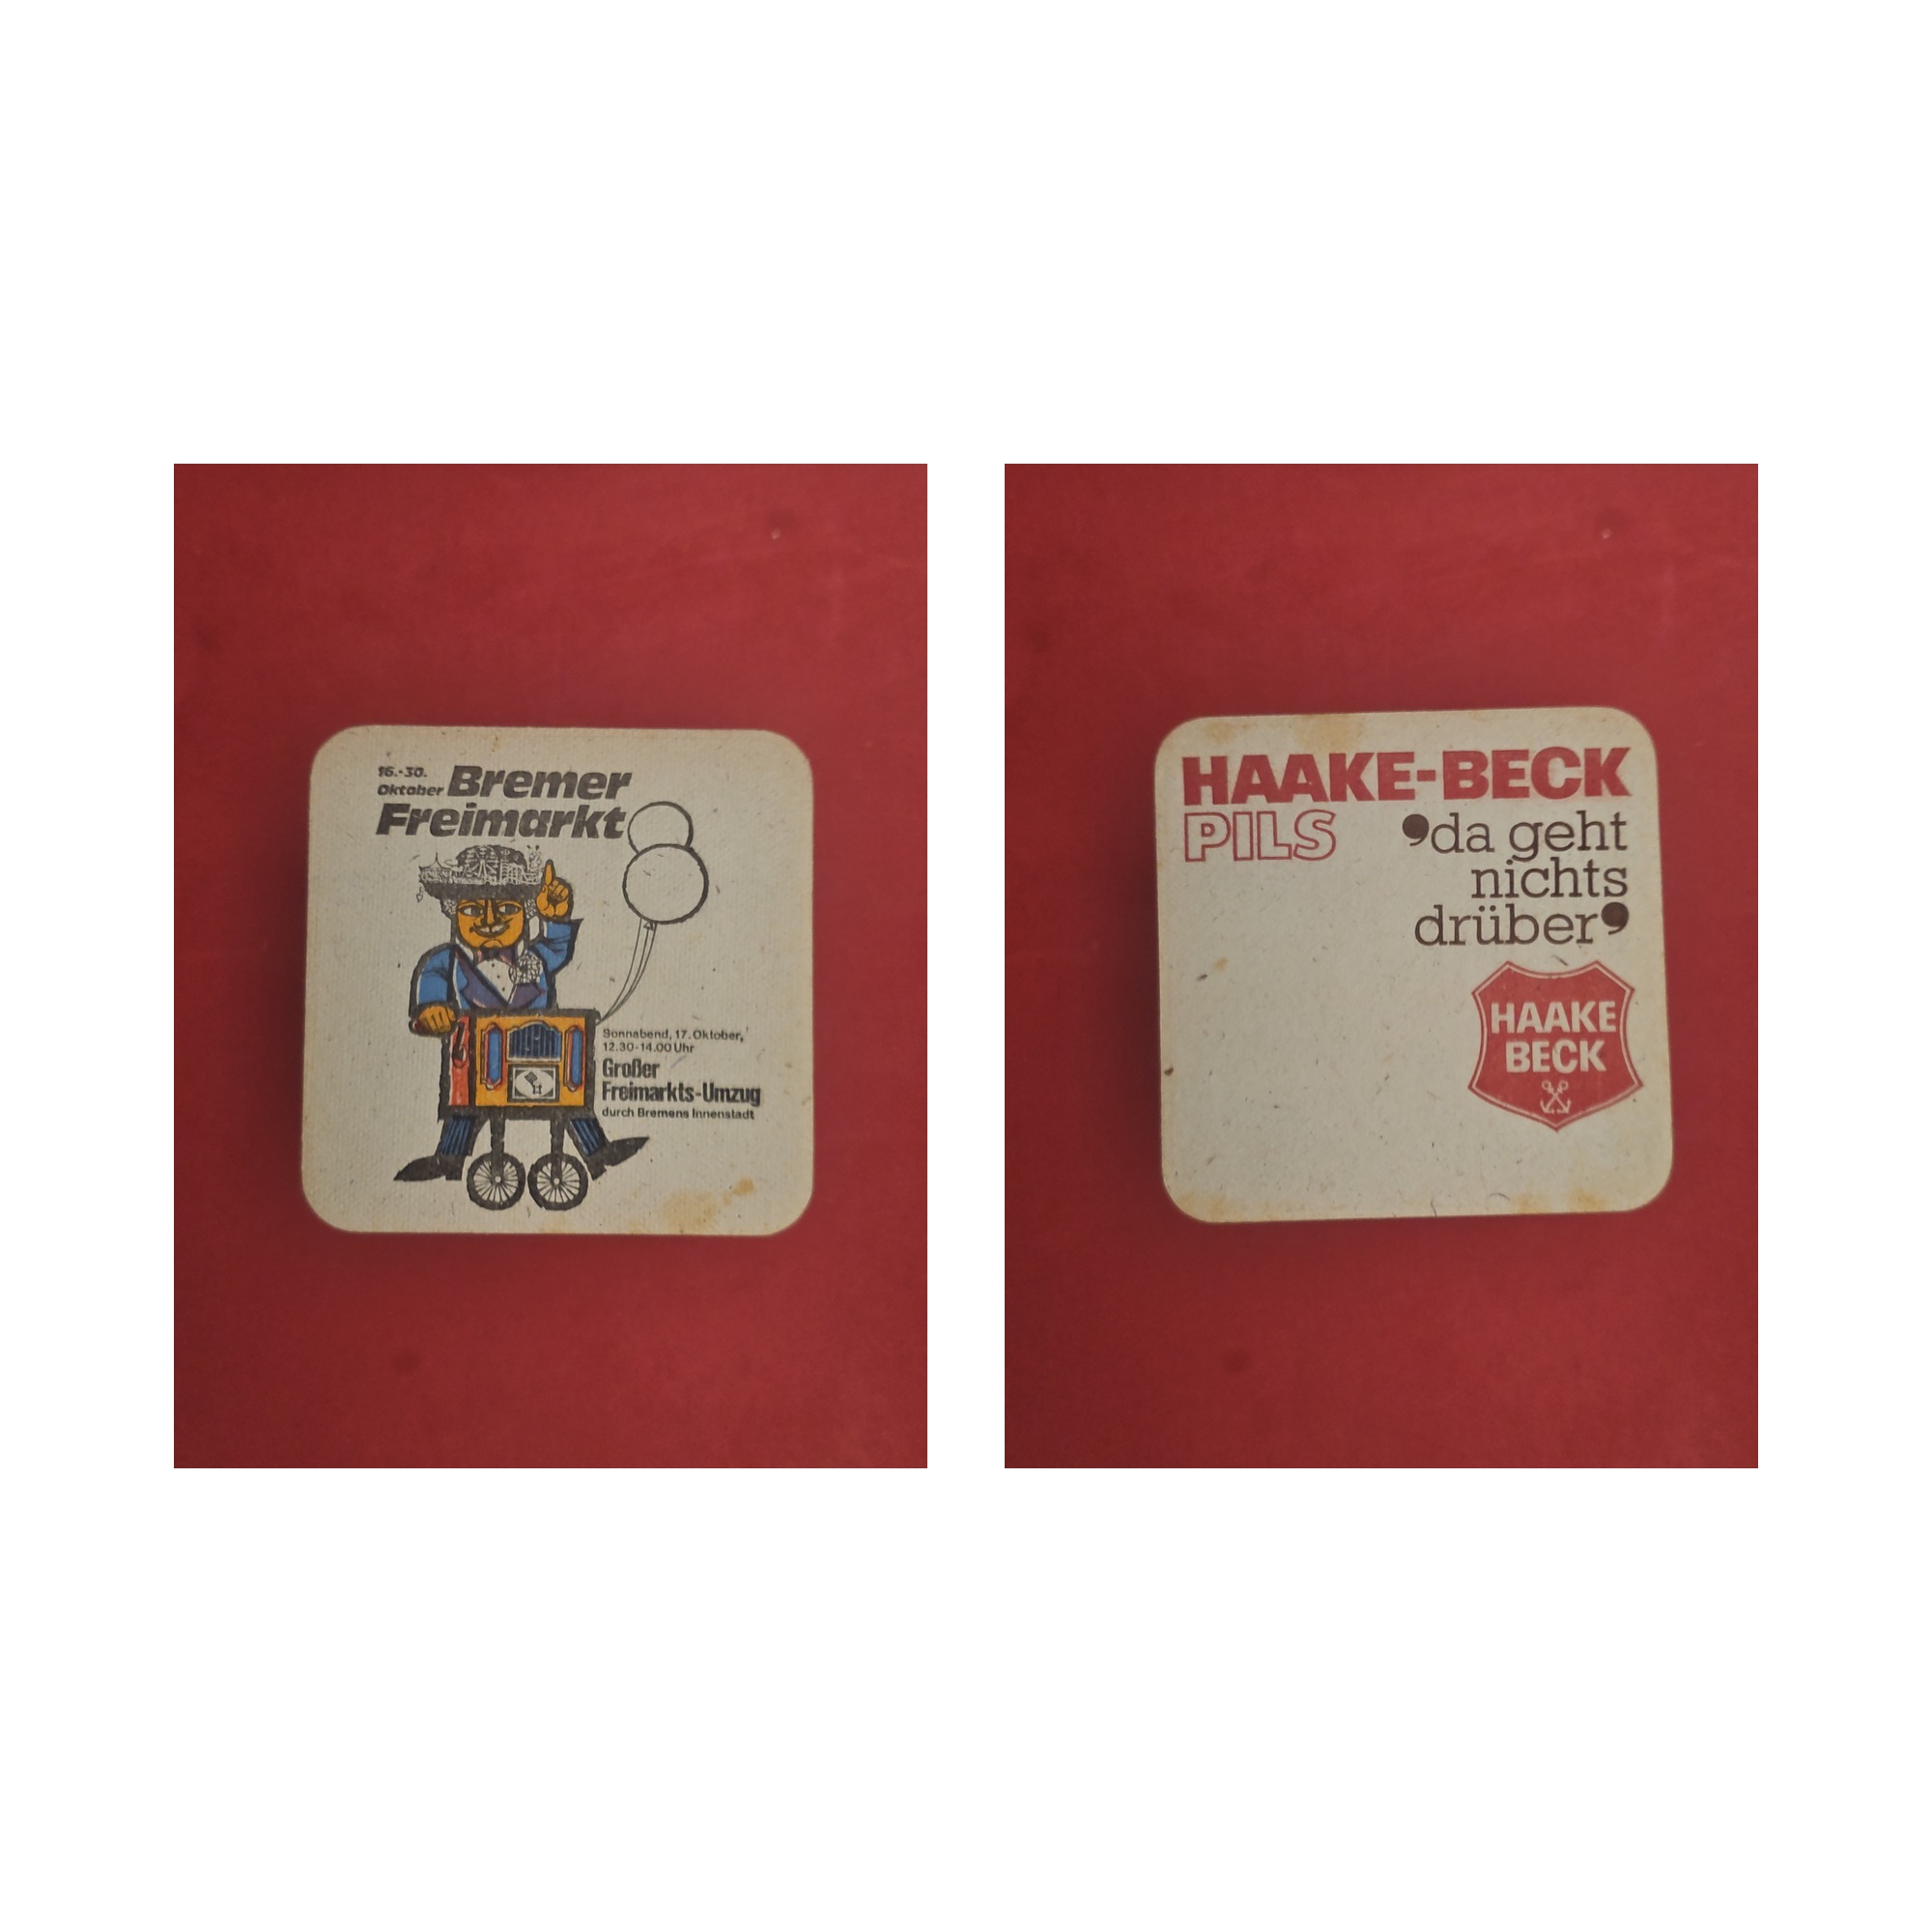 16.-30.
Oktober Bremer
Freimarkt
Sonnabend, 17. Oktober,
12.30-14.00 Uhr
Großer
Freimarkts-Umzug
durch Bremens Innenstadt
HAAKE-BECK
PILS
❜da geht
nichts
drüber❜
HAAKE
BECK